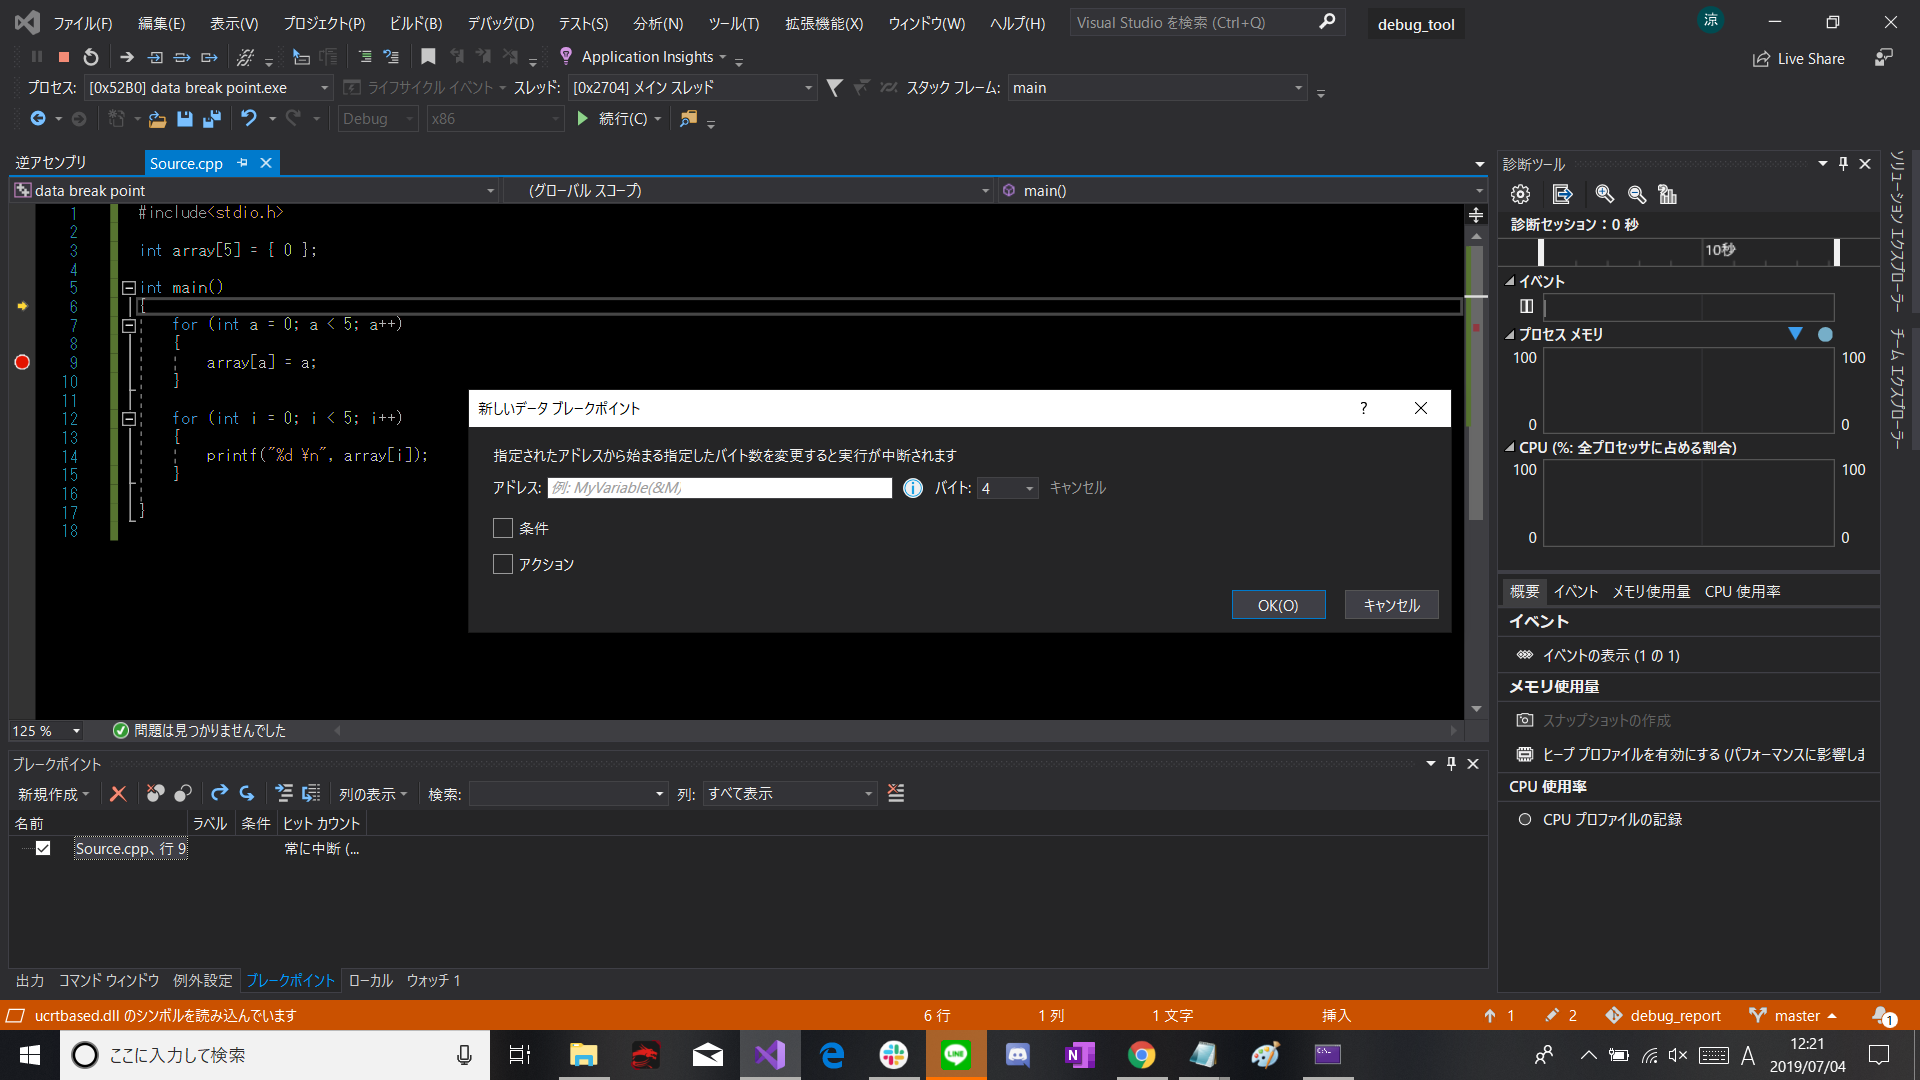 ファイル(F) 編集(E) 表示(V) プロジェクト(P) ビルド(B) デバッグ(D) テスト(S) 分析(N) ツール(T) 拡張機能(X) ウィンドウ(W) ヘルプ(H) Visual Studio を検索 (Ctrl+Q) debug_tool 涼
Application Insights Live Share
プロセス: [0x52B0] data break point.exe ライフサイクル イベント スレッド: [0x2704] メイン スレッド スタック フレーム: main
Debug x86 続行(C)
逆アセンブリ Source.cpp
data break point (グローバル スコープ) main()
1 #include<stdio.h>
2
3 int array[5] = { 0 };
4
5 int main()
6 {
7 for (int a = 0; a < 5; a++)
8 {
9 array[a] = a;
10 }
11
12 for (int i = 0; i < 5; i++)
13 {
14 printf("%d ¥n", array[i]);
15 }
16
17 }
18
新しいデータ ブレークポイント ?
指定されたアドレスから始まる指定したバイト数を変更すると実行が中断されます
アドレス: 例: MyVariable(&M) バイト: 4 キャンセル
条件
アクション
OK(O) キャンセル
125 % 問題は見つかりませんでした
ブレークポイント
新規作成 列の表示 検索: 列: すべて表示
名前 ラベル 条件 ヒット カウント
Source.cpp、行 9 常に中断 (...
出力 コマンド ウィンドウ 例外設定 ブレークポイント ローカル ウォッチ 1
診断ツール
診断セッション：0 秒
10秒
イベント
プロセス メモリ
100 100
0 0
CPU (%: 全プロセッサに占める割合)
100 100
0 0
概要 イベント メモリ使用量 CPU 使用率
イベント
イベントの表示 (1 の 1)
メモリ使用量
スナップショットの作成
ヒープ プロファイルを有効にする (パフォーマンスに影響しま
CPU 使用率
CPU プロファイルの記録
ソリューション エクスプローラー
チーム エクスプローラー
ucrtbased.dll のシンボルを読み込んでいます 6 行 1 列 1 文字 挿入 1 2 debug_report master 1
ここに入力して検索 LINE A 12:21
2019/07/04